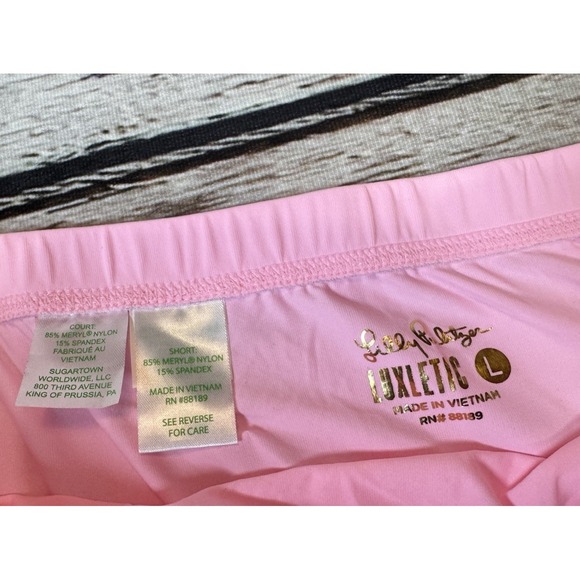 COURT:
85% MERYL® NYLON
15% SPANDEX
FABRIQUÉ AU
VIETNAM
SUGARTOWN
WORLDWIDE, LLC
800 THIRD AVENUE
KING OF PRUSSIA, PA
SHORT:
85% MERYL® NYLON
15% SPANDEX
MADE IN VIETNAM
RN #88189
SEE REVERSE
FOR CARE
Lilly Pulitzer
LUXLETIC L
MADE IN VIETNAM
RN# 88189